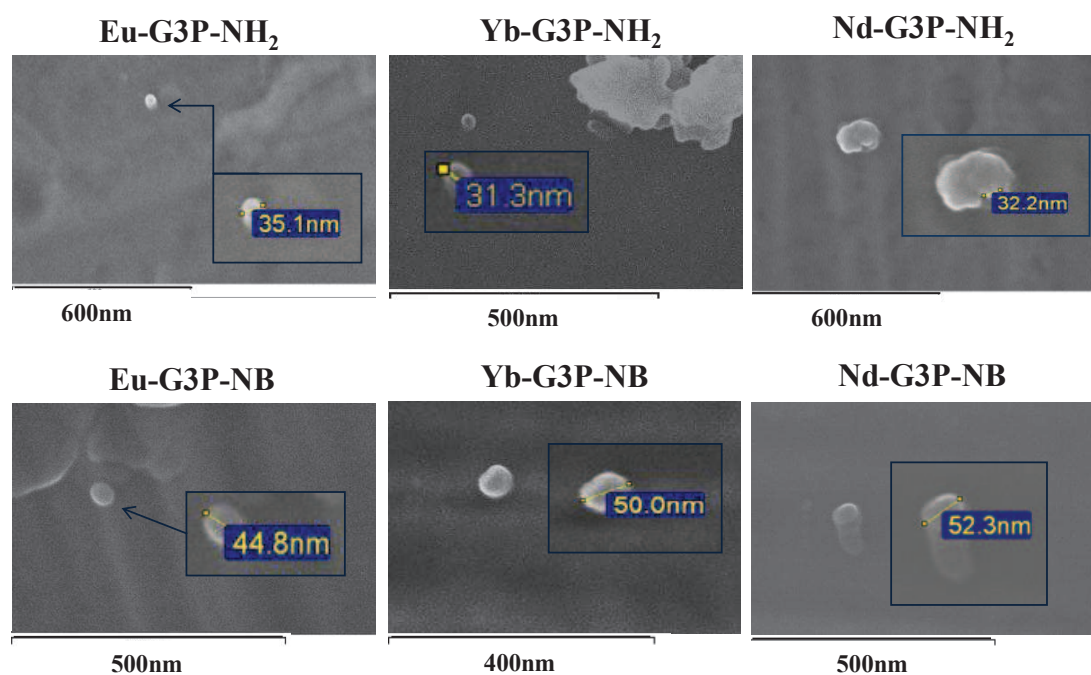 Eu-G3P-NH₂
Yb-G3P-NH₂
Nd-G3P-NH₂
35.1nm
31.3nm
32.2nm
600nm
500nm
600nm
Eu-G3P-NB
Yb-G3P-NB
Nd-G3P-NB
44.8nm
50.0nm
52.3nm
500nm
400nm
500nm